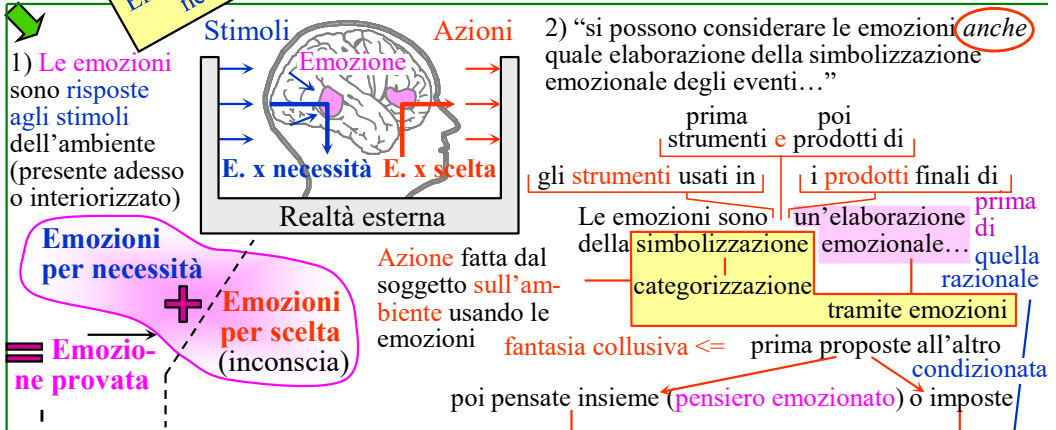 1) Le emozioni
sono risposte
agli stimoli
dell'ambiente
(presente adesso
o interiorizzato)
Stimoli
Azioni
Emozione
E. x necessità
E. x scelta
Realtà esterna
Emozioni
per necessità
+
Emozioni
per scelta
(inconscia)
= Emozio-
ne provata
2) “si possono considerare le emozioni anche
quale elaborazione della simbolizzazione
emozionale degli eventi…”
prima poi
strumenti e prodotti di
gli strumenti usati in
i prodotti finali di
Le emozioni sono un'elaborazione
della simbolizzazione emozionale…
categorizzazione
tramite emozioni
prima
di
quella
razionale
Azione fatta dal
soggetto sull'am-
biente usando le
emozioni
fantasia collusiva <= prima proposte all'altro
condizionata
poi pensate insieme (pensiero emozionato) o imposte